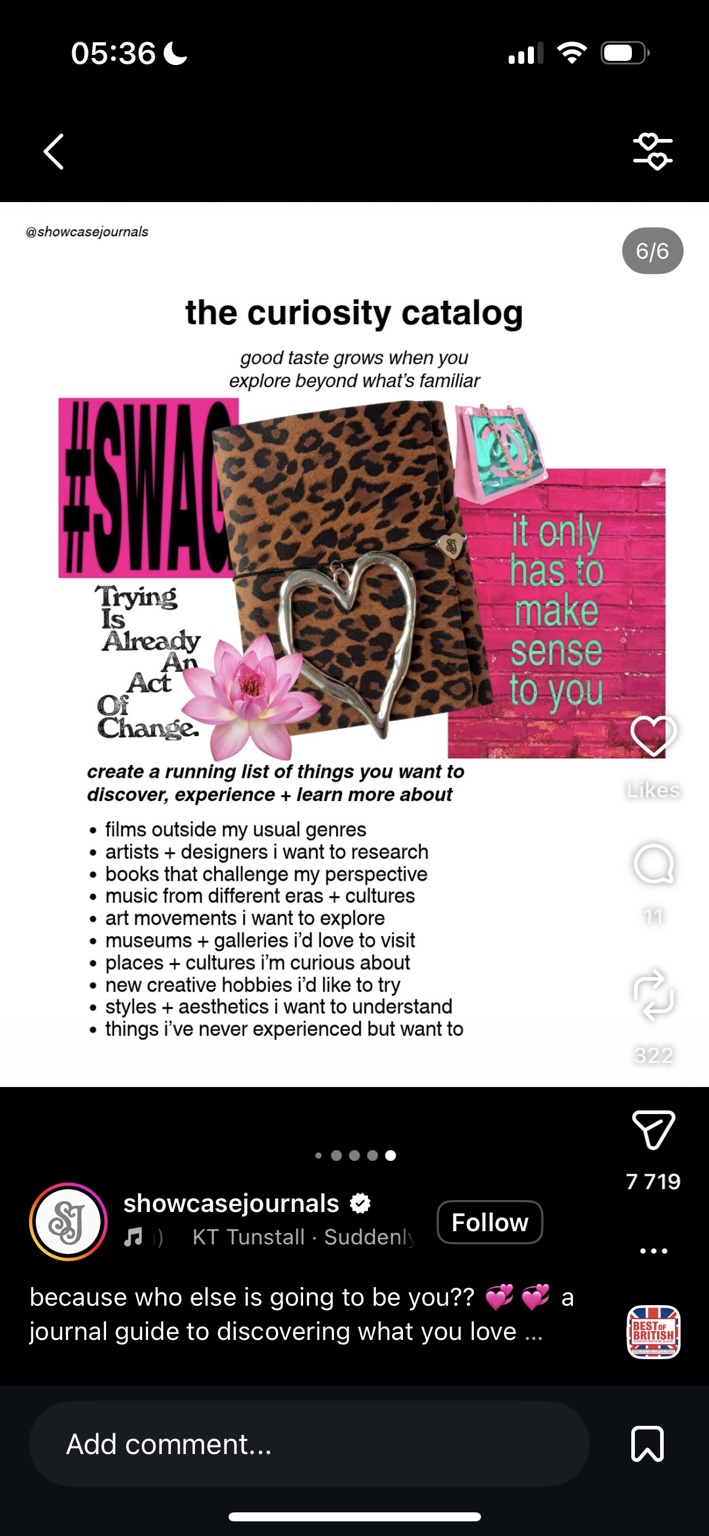 05:36
@showcasejournals
6/6
the curiosity catalog
good taste grows when you
explore beyond what's familiar
#SWAG
it only
has to
make
sense
to you
Trying
Is
Already
An
Act
Of
Change.
create a running list of things you want to
discover, experience + learn more about
• films outside my usual genres
• artists + designers i want to research
• books that challenge my perspective
• music from different eras + cultures
• art movements i want to explore
• museums + galleries i'd love to visit
• places + cultures i'm curious about
• new creative hobbies i'd like to try
• styles + aesthetics i want to understand
• things i've never experienced but want to
Likes
11
322
7 719
SJ
showcasejournals
KT Tunstall · Suddenly
Follow
because who else is going to be you?? 💞 💞 a
journal guide to discovering what you love ...
BEST OF
BRITISH
Add comment...